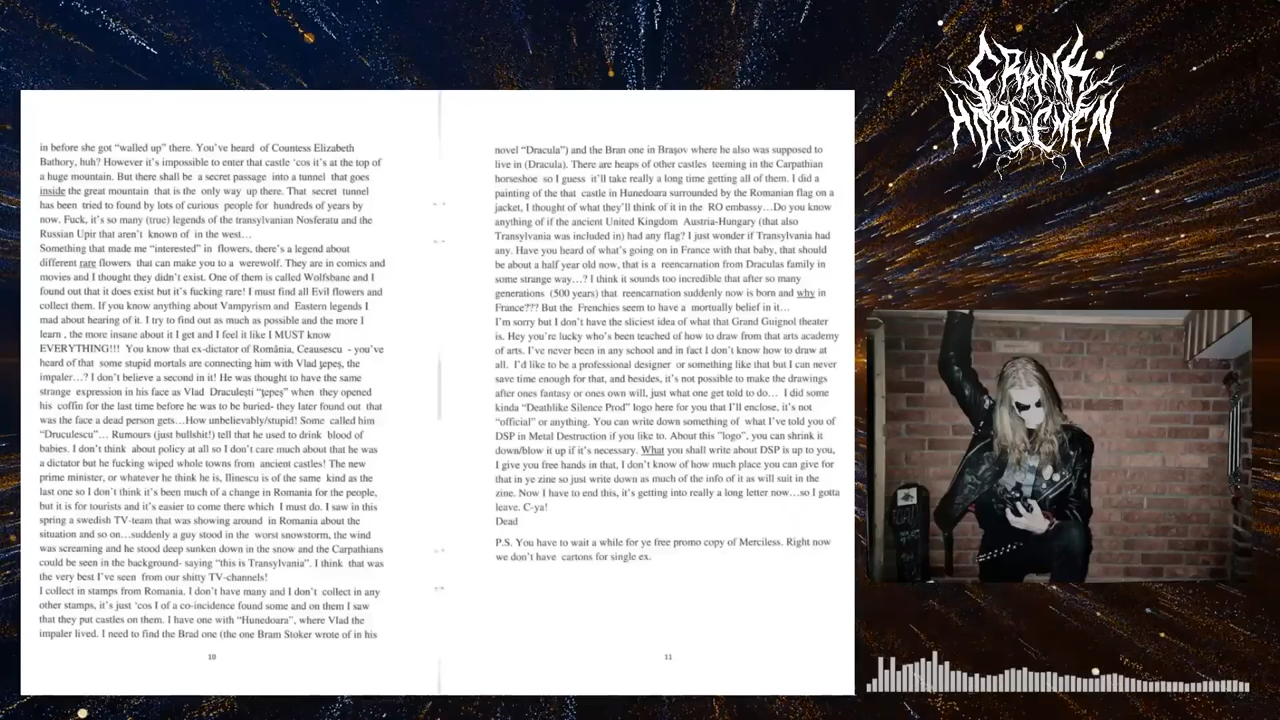 CRANK
HORSEMEN
in before she got “walled up” there. You’ve heard of Countess Elizabeth
Bathory, huh? However it’s impossible to enter that castle ‘cos it’s at the top of
a huge mountain. But there shall be a secret passage into a tunnel that goes
inside the great mountain that is the only way up there. That secret tunnel
has been tried to found by lots of curious people for hundreds of years by
now. Fuck, it’s so many (true) legends of the transylvanian Nosferatu and the
Russian Upir that aren’t known of in the west…
Something that made me “interested” in flowers, there’s a legend about
different rare flowers that can make you to a werewolf. They are in comics and
movies and I thought they didn’t exist. One of them is called Wolfsbane and I
found out that it does exist but it’s fucking rare! I must find all Evil flowers and
collect them. If you know anything about Vampyrism and Eastern legends I
mad about hearing of it. I try to find out as much as possible and the more I
learn , the more insane about it I get and I feel it like I MUST know
EVERYTHING!!! You know that ex-dictator of România, Ceausescu - you’ve
heard of that some stupid mortals are connecting him with Vlad ţepeş, the
impaler…? I don’t believe a second in it! He was thought to have the same
strange expression in his face as Vlad Draculeşti “ţepeş” when they opened
his coffin for the last time before he was to be buried- they later found out that
was the face a dead person gets…How unbelievably/stupid! Some called him
“Druculescu”… Rumours (just bullshit!) tell that he used to drink blood of
babies. I don’t think about policy at all so I don’t care much about that he was
a dictator but he fucking wiped whole towns from ancient castles! The new
prime minister, or whatever he think he is, Ilinescu is of the same kind as the
last one so I don’t think it’s been much of a change in Romania for the people,
but it is for tourists and it’s easier to come there which I must do. I saw in this
spring a swedish TV-team that was showing around in Romania about the
situation and so on…suddenly a guy stood in the worst snowstorm, the wind
was screaming and he stood deep sunken down in the snow and the Carpathians
could be seen in the background- saying “this is Transylvania”. I think that was
the very best I’ve seen from our shitty TV-channels!
I collect in stamps from Romania. I don’t have many and I don’t collect in any
other stamps, it’s just ‘cos I of a co-incidence found some and on them I saw
that they put castles on them. I have one with “Hunedoara”, where Vlad the
impaler lived. I need to find the Brad one (the one Bram Stoker wrote of in his
10
novel “Dracula”) and the Bran one in Braşov where he also was supposed to
live in (Dracula). There are heaps of other castles teeming in the Carpathian
horseshoe so I guess it’ll take really a long time getting all of them. I did a
painting of the that castle in Hunedoara surrounded by the Romanian flag on a
jacket, I thought of what they’ll think of it in the RO embassy…Do you know
anything of if the ancient United Kingdom Austria-Hungary (that also
Transylvania was included in) had any flag? I just wonder if Transylvania had
any. Have you heard of what’s going on in France with that baby, that should
be about a half year old now, that is a reencarnation from Draculas family in
some strange way…? I think it sounds too incredible that after so many
generations (500 years) that reencarnation suddenly now is born and why in
France??? But the Frenchies seem to have a mortually belief in it…
I’m sorry but I don’t have the sliciest idea of what that Grand Guignol theater
is. Hey you’re lucky who’s been teached of how to draw from that arts academy
of arts. I’ve never been in any school and in fact I don’t know how to draw at
all. I’d like to be a professional designer or something like that but I can never
save time enough for that, and besides, it’s not possible to make the drawings
after ones fantasy or ones own will, just what one get told to do… I did some
kinda “Deathlike Silence Prod” logo here for you that I’ll enclose, it’s not
“official” or anything. You can write down something of what I’ve told you of
DSP in Metal Destruction if you like to. About this ”logo”, you can shrink it
down/blow it up if it’s necessary. What you shall write about DSP is up to you,
I give you free hands in that, I don’t know of how much place you can give for
that in ye zine so just write down as much of the info of it as will suit in the
zine. Now I have to end this, it’s getting into really a long letter now…so I gotta
leave. C-ya!
Dead
P.S. You have to wait a while for ye free promo copy of Merciless. Right now
we don’t have cartons for single ex.
11